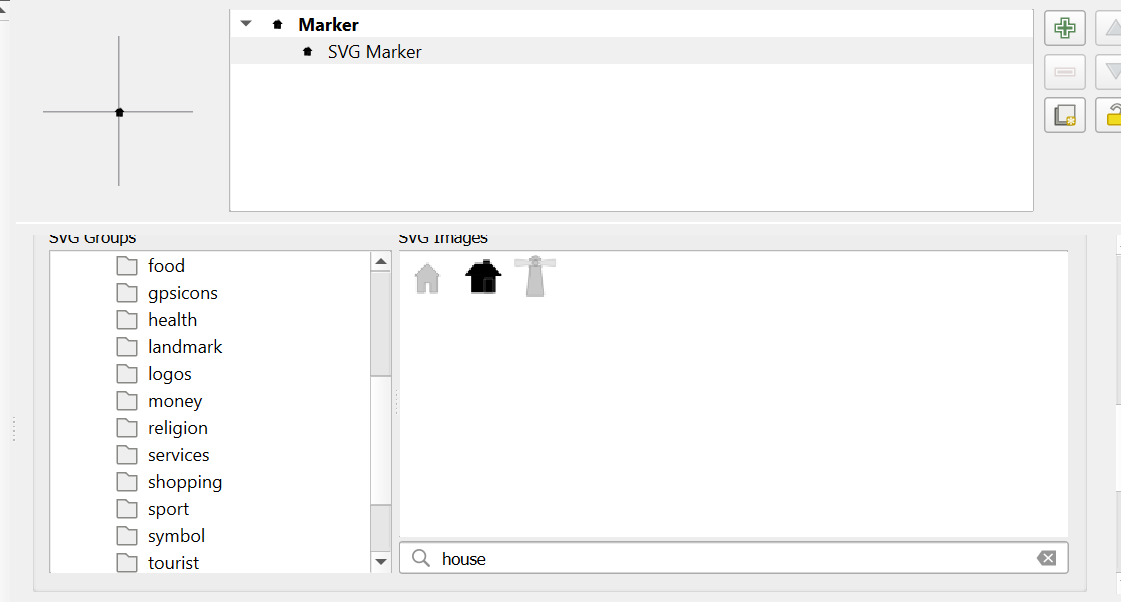 Marker
SVG Marker
SVG Groups
SVG Images
food
gpsicons
health
landmark
logos
money
religion
services
shopping
sport
symbol
tourist
house